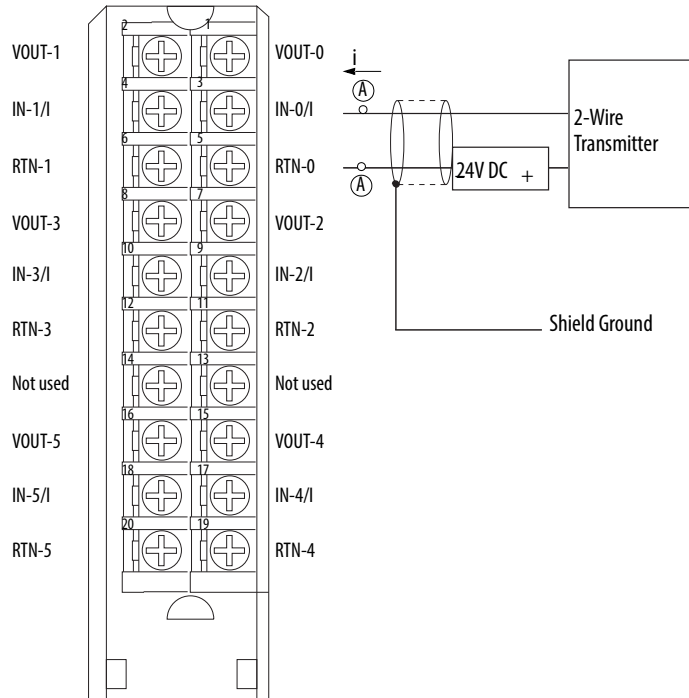 2 1
VOUT-1 VOUT-0
i
4 3
A
IN-1/I IN-0/I
2-Wire
Transmitter
6 5
RTN-1 RTN-0
24V DC +
A
8 7
VOUT-3 VOUT-2
10 9
IN-3/I IN-2/I
12 11
RTN-3 RTN-2
Shield Ground
14 13
Not used Not used
16 15
VOUT-5 VOUT-4
18 17
IN-5/I IN-4/I
20 19
RTN-5 RTN-4